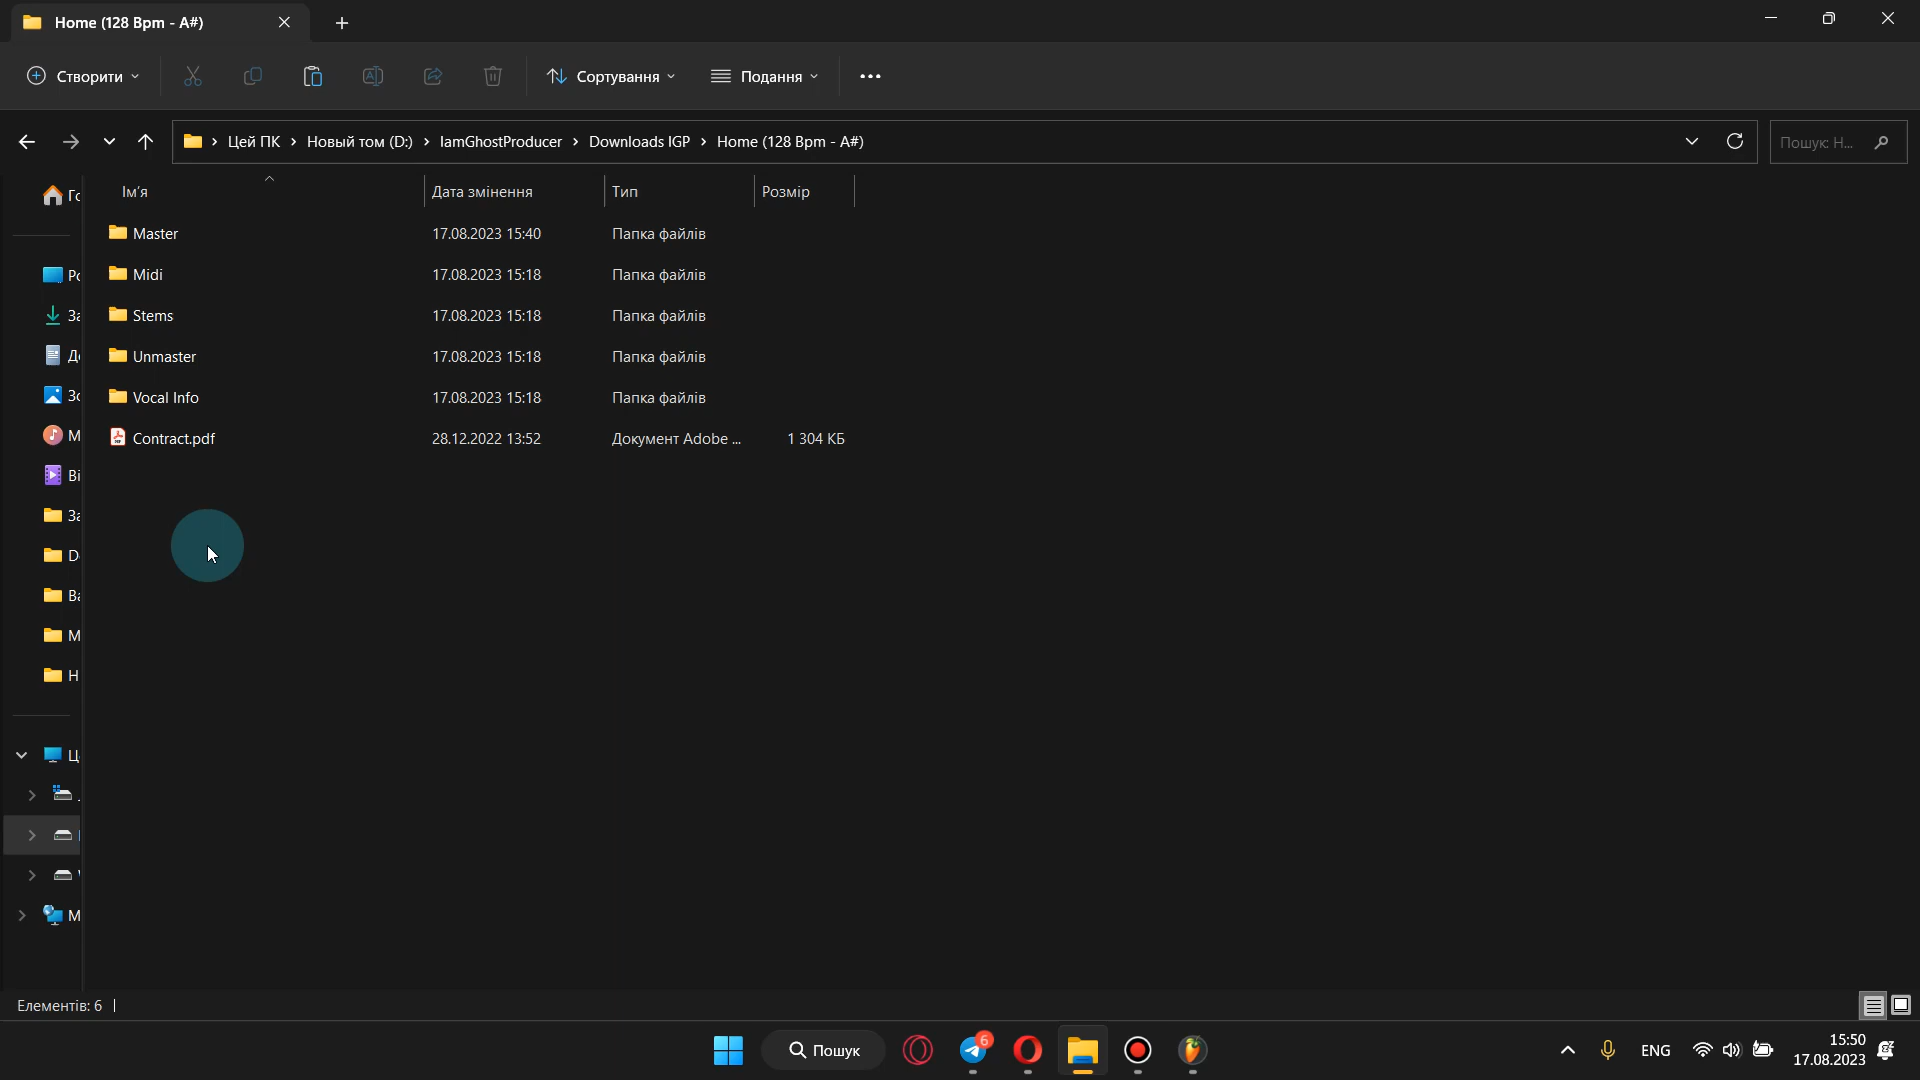 Home (128 Bpm - A#)
Створити
Сортування
Подання
Цей ПК
Новый том (D:)
IamGhostProducer
Downloads IGP
Home (128 Bpm - A#)
Пошук: H...
Ім'я
Дата змінення
Тип
Розмір
Master
17.08.2023 15:40
Папка файлів
Midi
17.08.2023 15:18
Папка файлів
Stems
17.08.2023 15:18
Папка файлів
Unmaster
17.08.2023 15:18
Папка файлів
Vocal Info
17.08.2023 15:18
Папка файлів
Contract.pdf
28.12.2022 13:52
Документ Adobe ...
1 304 КБ
Елементів: 6
Пошук
6
ENG
15:50
17.08.2023